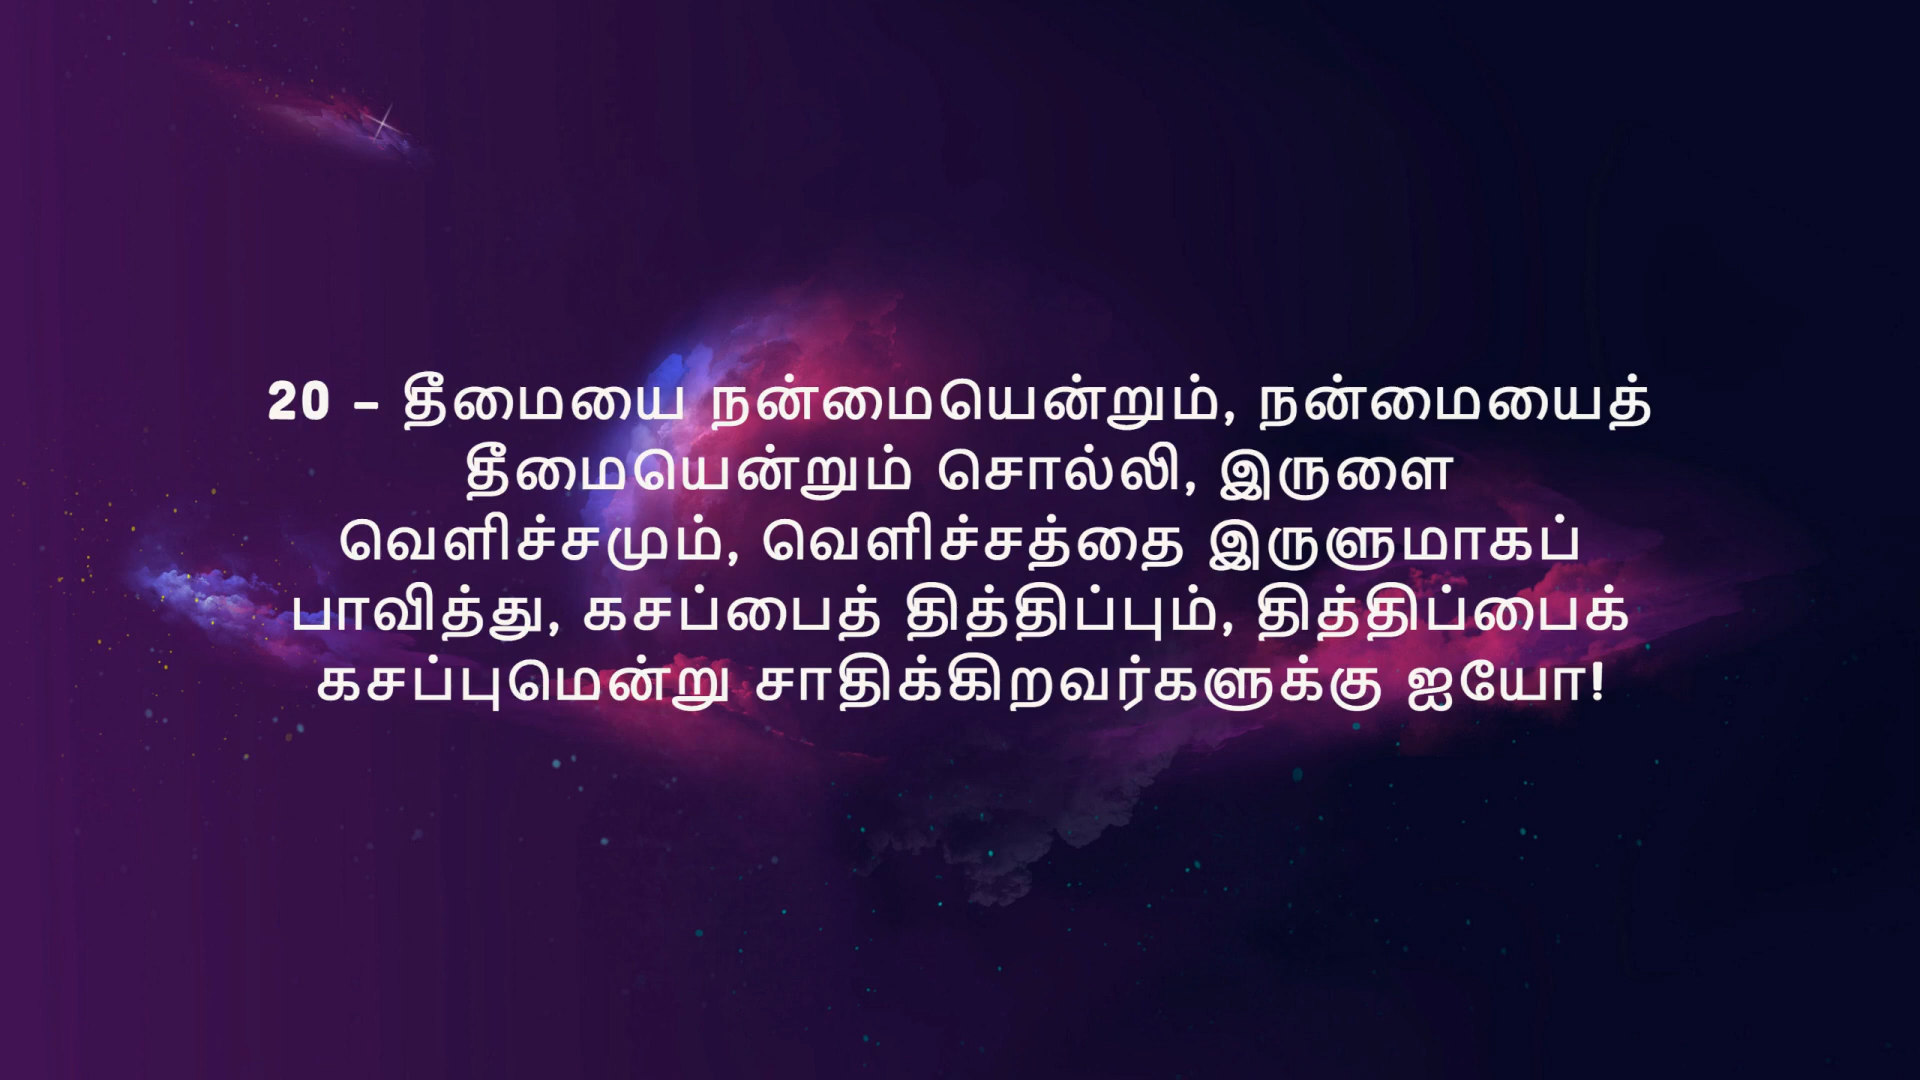 20 - தீமையை நன்மையென்றும், நன்மையைத்
தீமையென்றும் சொல்லி, இருளை
வெளிச்சமும், வெளிச்சத்தை இருளுமாகப்
பாவித்து, கசப்பைத் தித்திப்பும், தித்திப்பைக்
கசப்புமென்று சாதிக்கிறவர்களுக்கு ஐயோ!